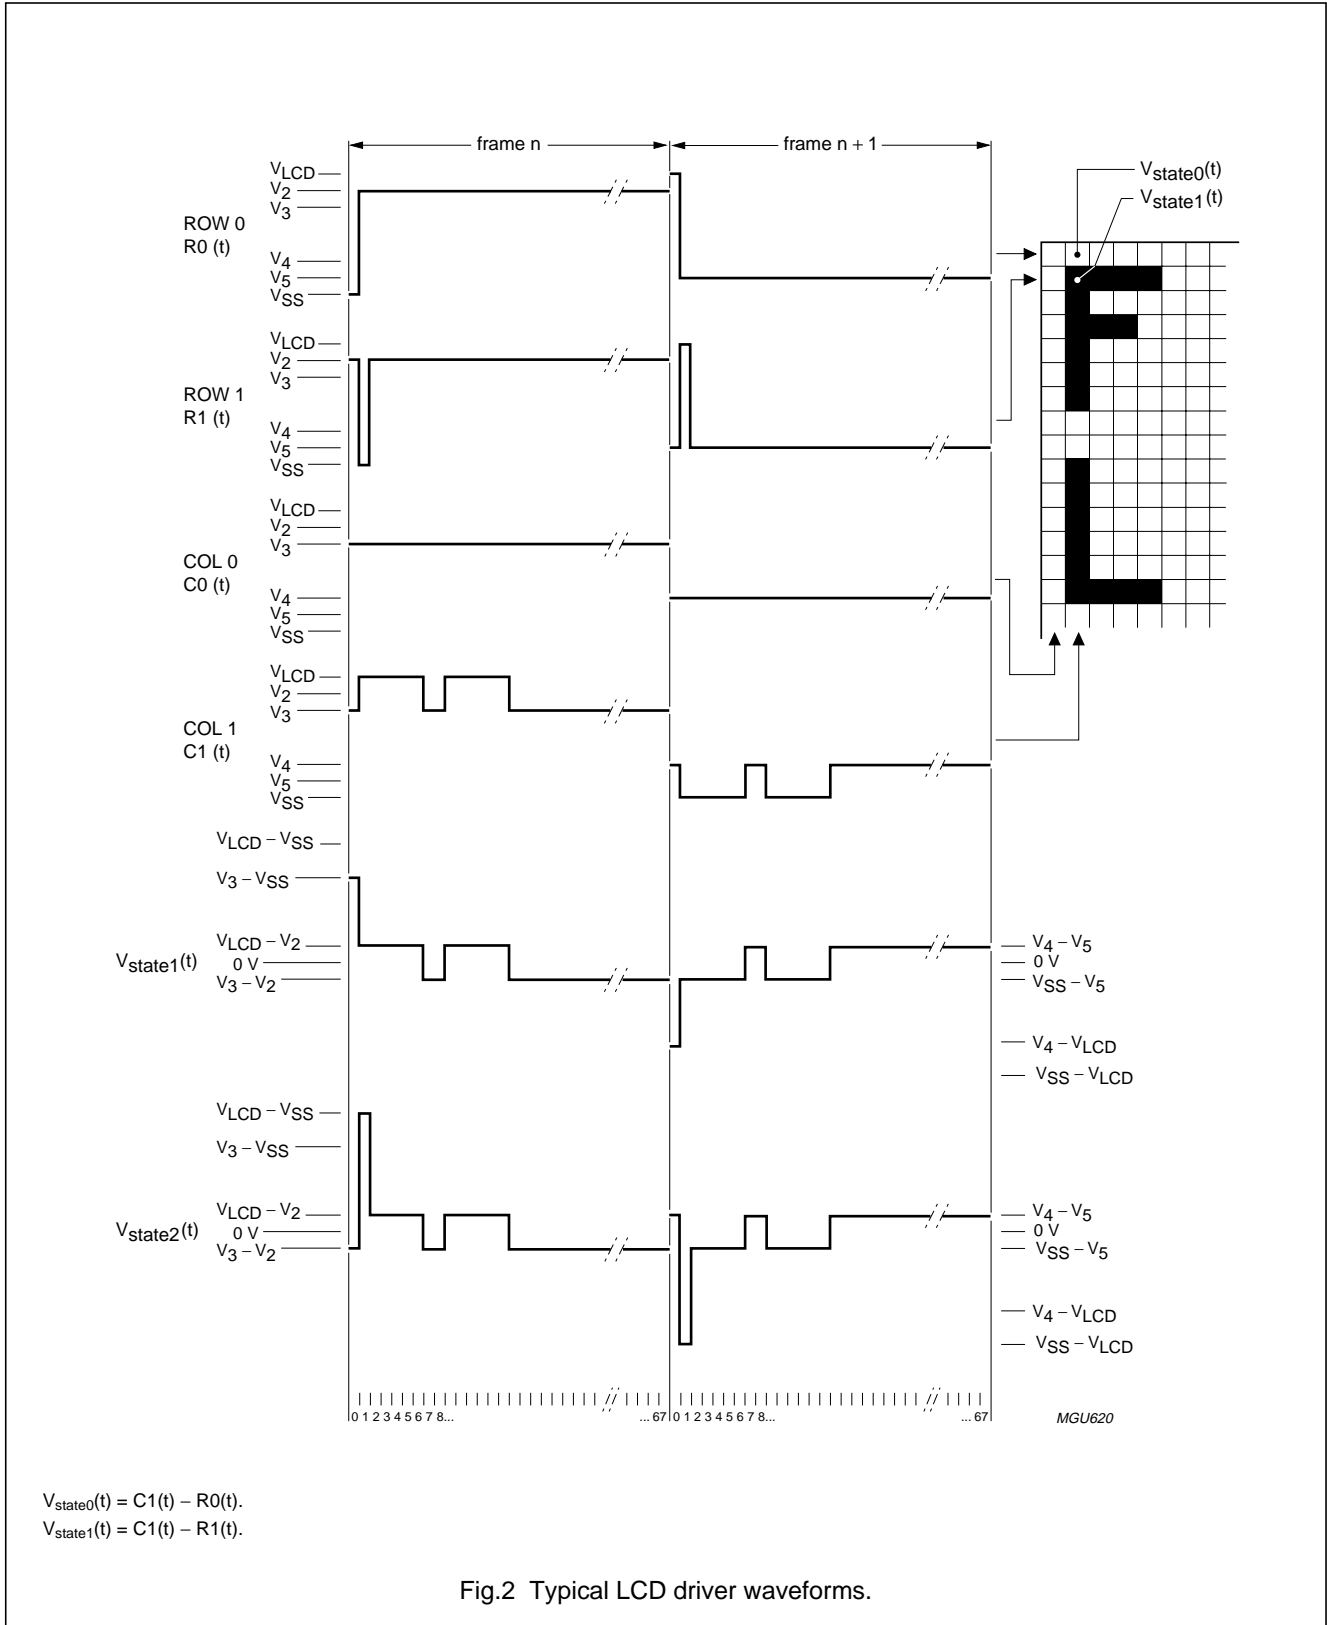 frame n
frame n + 1
VLCD
V2
V3
ROW 0
R0 (t)
V4
V5
VSS
Vstate0(t)
Vstate1(t)
VLCD
V2
V3
ROW 1
R1 (t)
V4
V5
VSS
VLCD
V2
V3
COL 0
C0 (t)
V4
V5
VSS
VLCD
V2
V3
COL 1
C1 (t)
V4
V5
VSS
VLCD − VSS
V3 − VSS
VLCD − V2
Vstate1(t)
0 V
V3 − V2
V4 − V5
0 V
VSS − V5
V4 − VLCD
VSS − VLCD
VLCD − VSS
V3 − VSS
VLCD − V2
Vstate2(t)
0 V
V3 − V2
V4 − V5
0 V
VSS − V5
V4 − VLCD
VSS − VLCD
0 1 2 3 4 5 6 7 8... ... 67 0 1 2 3 4 5 6 7 8... ... 67
MGU620
Vstate0(t) = C1(t) − R0(t).
Vstate1(t) = C1(t) − R1(t).
Fig.2 Typical LCD driver waveforms.